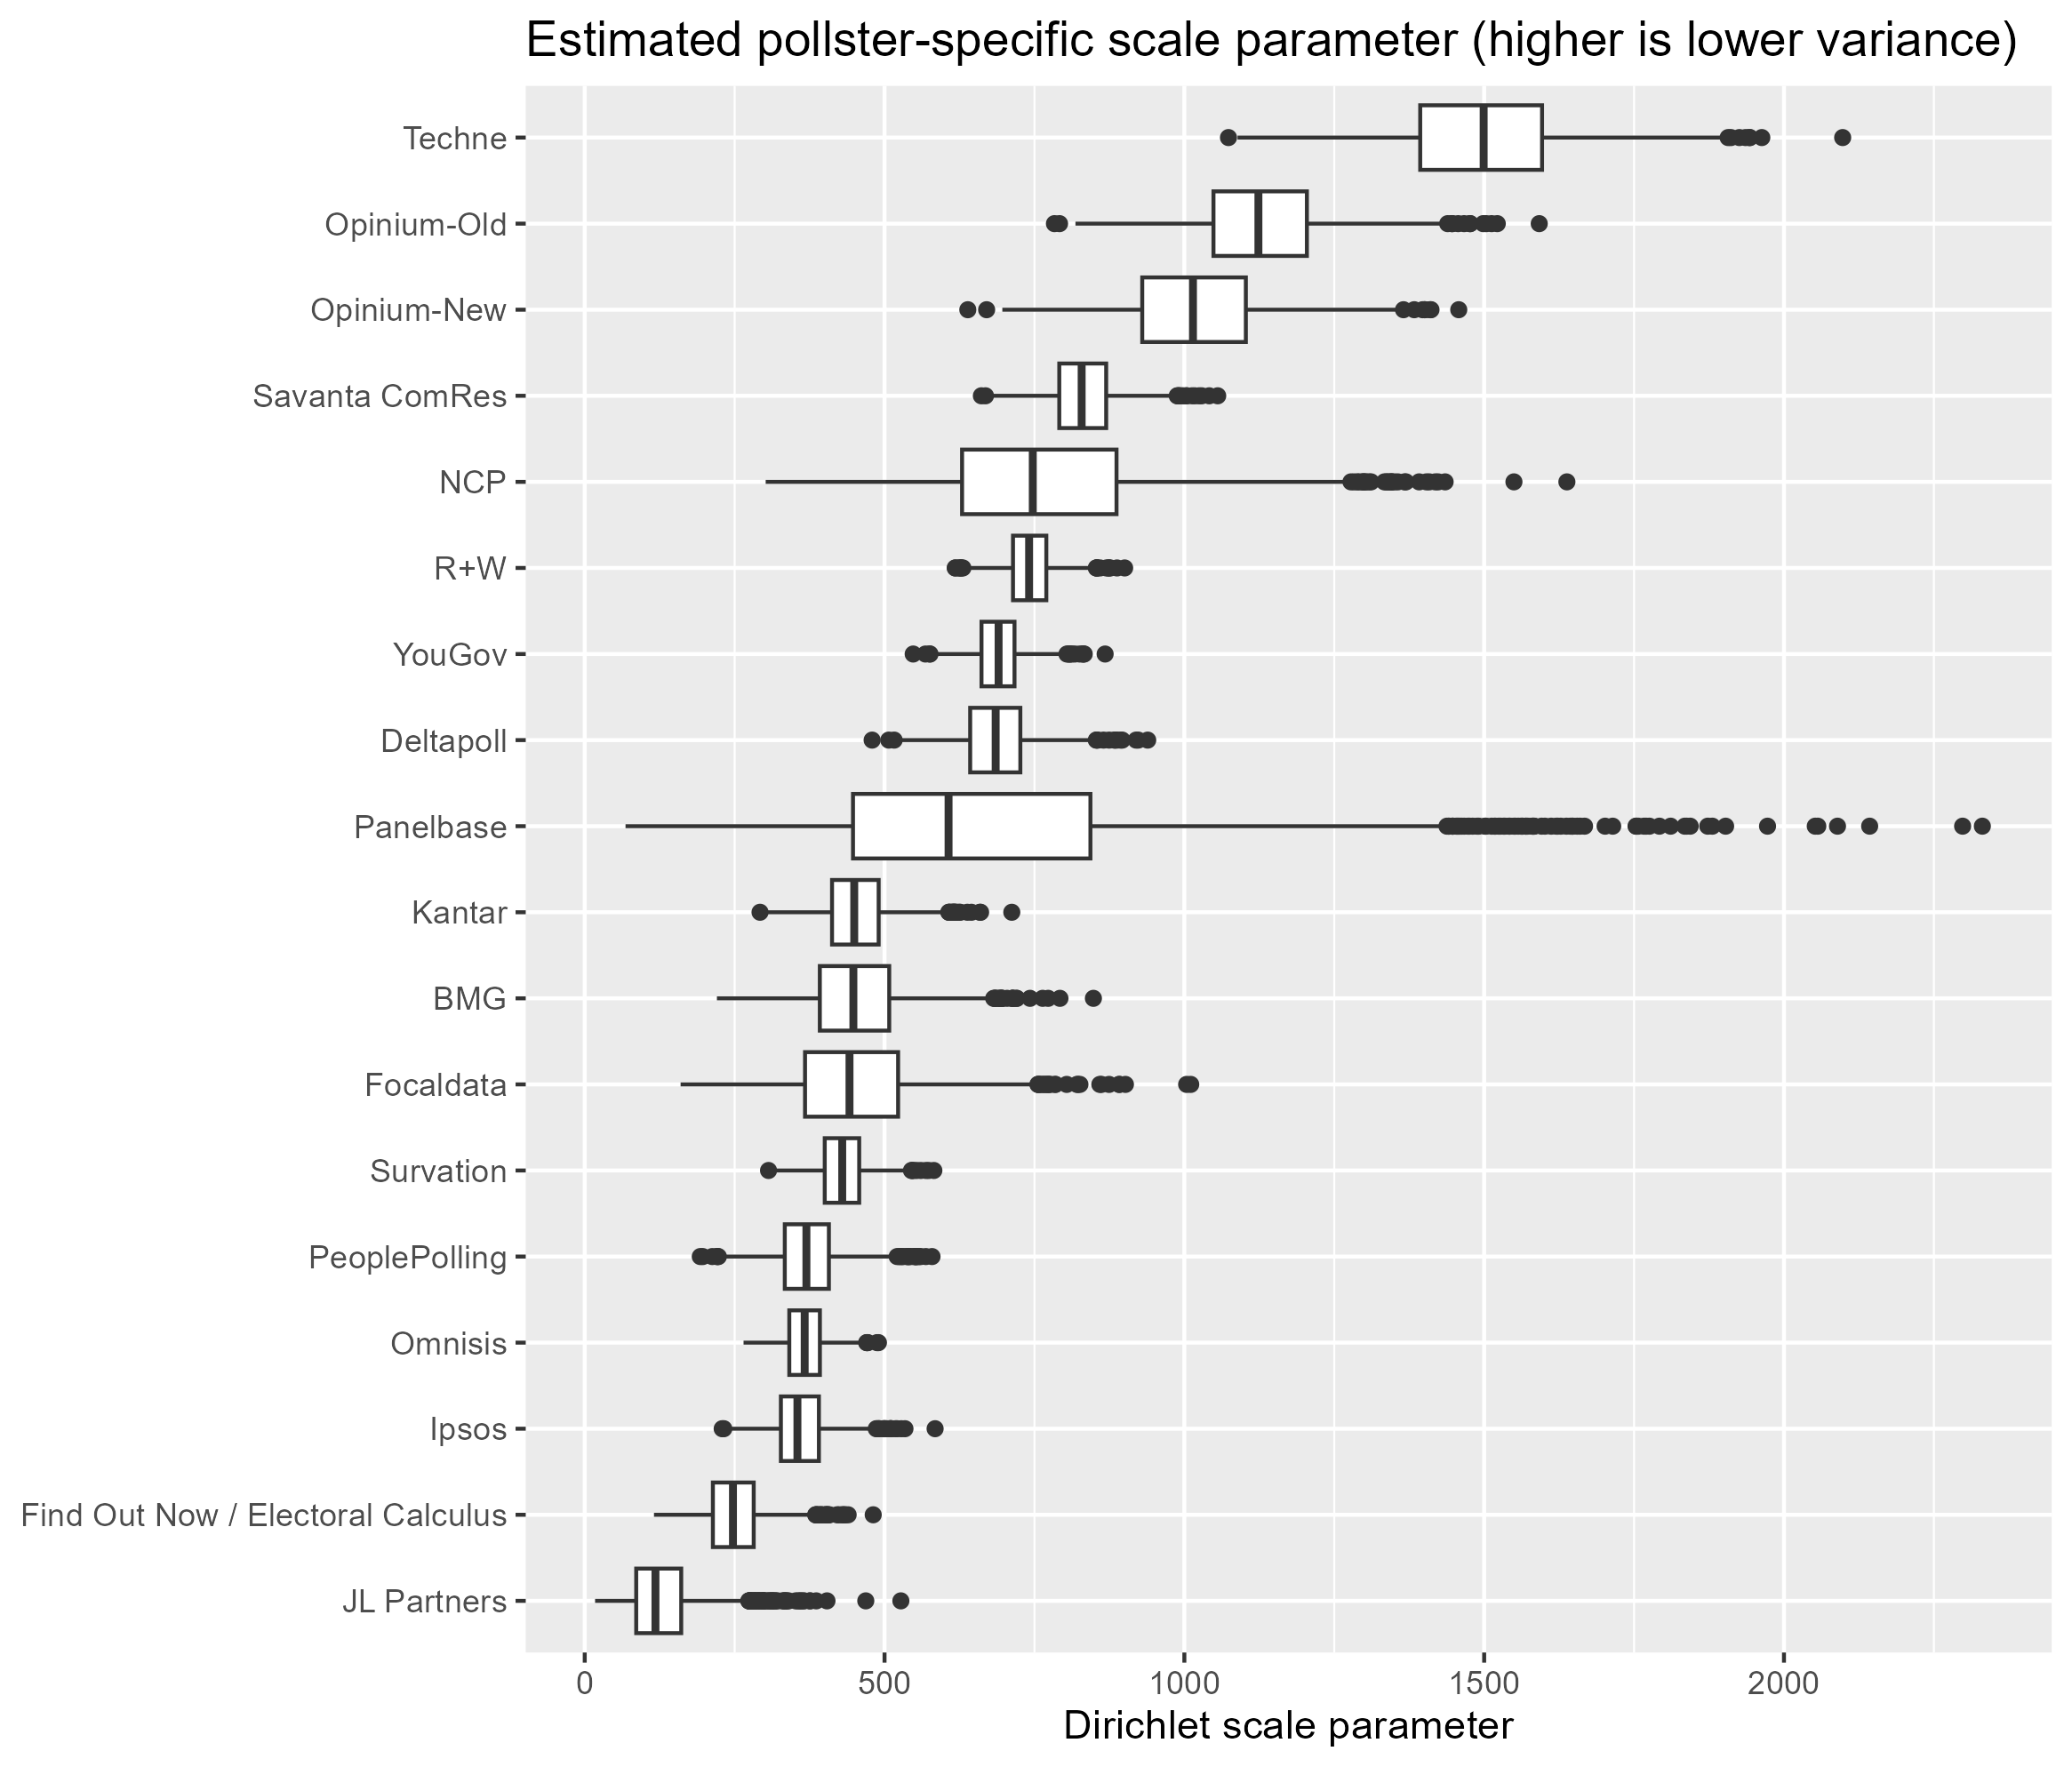 Estimated pollster-specific scale parameter (higher is lower variance)
Techne
Opinium-Old
Opinium-New
Savanta ComRes
NCP
R+W
YouGov
Deltapoll
Panelbase
Kantar
BMG
Focaldata
Survation
PeoplePolling
Omnisis
Ipsos
Find Out Now / Electoral Calculus
JL Partners
0 500 1000 1500 2000
Dirichlet scale parameter